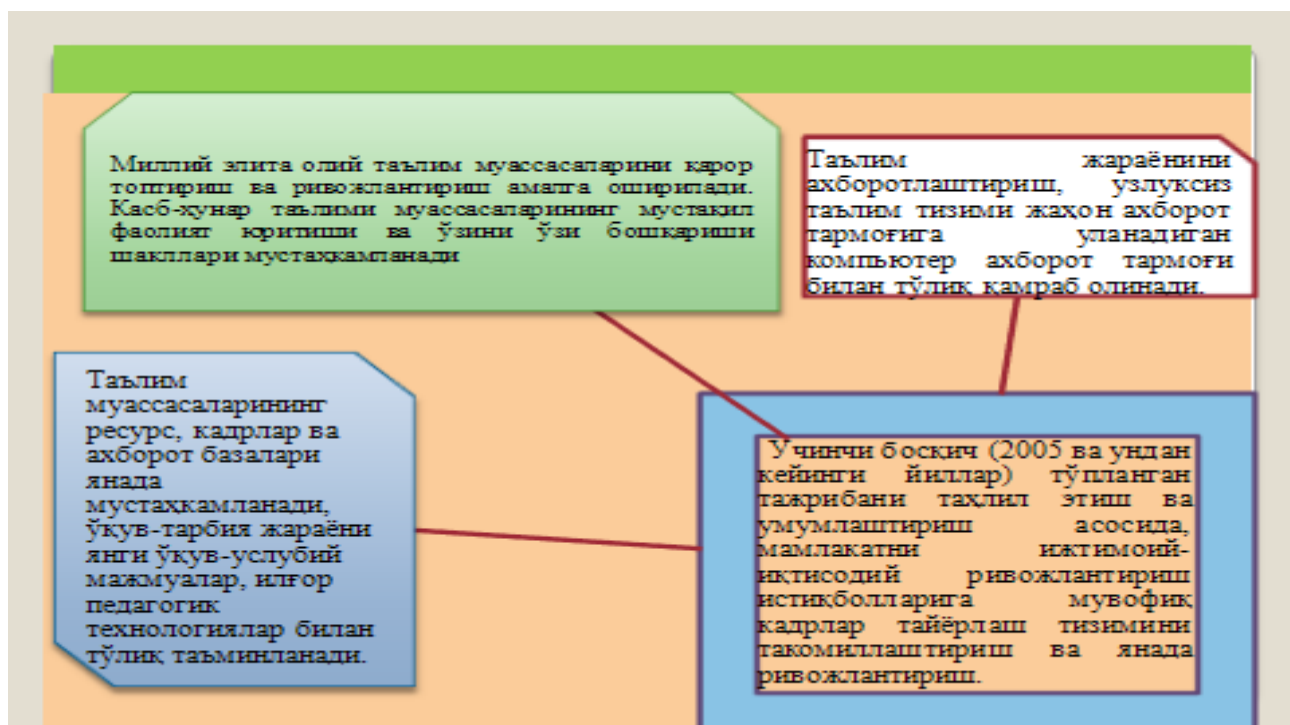 Миллий элита олий таълим муассасаларини қарор
топтириш ва ривожлантириш амалга оширилади.
Касб-ҳунар таълими муассасаларининг мустақил
фаолият юритиши ва ўзини ўзи бошқариши
шакллари мустаҳкамланади
Таълим жараёнини
ахборотлаштириш, узлуксиз
таълим тизими жаҳон ахборот
тармоғига уланадиган
компьютер ахборот тармоғи
билан тўлиқ қамраб олинади.
Таълим
муассасаларининг
ресурс, кадрлар ва
ахборот базалари
янада
мустаҳкамланади,
ўқув-тарбия жараёни
янги ўқув-услубий
мажмуалар, илғор
педагогик
технологиялар билан
тўлиқ таъминланади.
Учинчи босқич (2005 ва ундан
кейинги йиллар) тўпланган
тажрибани таҳлил этиш ва
умумлаштириш асосида,
мамлакатни ижтимоий-
иқтисодий ривожлантириш
истиқболларига мувофиқ
кадрлар тайёрлаш тизимини
такомиллаштириш ва янада
ривожлантириш.